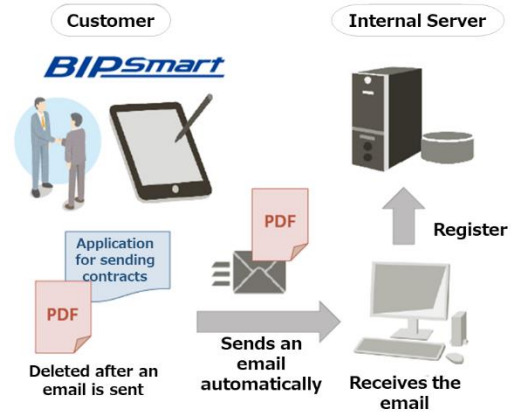 Customer
Internal Server
BIPSmart
PDF
Register
Application
for sending
contracts
PDF
Deleted after an
email is sent
Sends an
email
automatically
Receives the
email